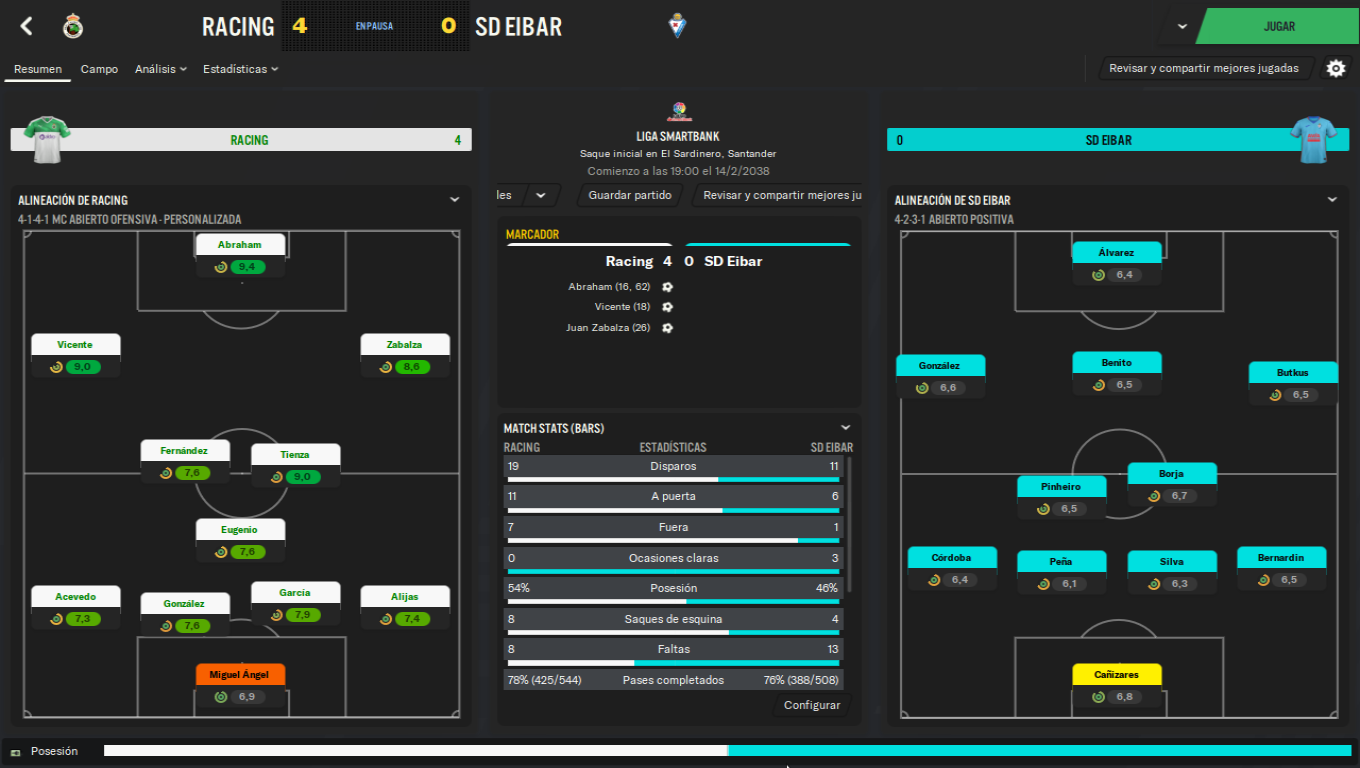 RACING 4 EN PAUSA 0 SD EIBAR
JUGAR
Resumen Campo Análisis Estadísticas
Revisar y compartir mejores jugadas
RACING 4
ALINEACIÓN DE RACING
4-1-4-1 MC ABIERTO OFENSIVA - PERSONALIZADA
Abraham
9,4
Vicente
9,0
Zabalza
8,6
Fernández
7,6
Tienza
9,0
Eugenio
7,6
Acevedo
7,3
González
7,6
García
7,9
Alijas
7,4
Miguel Ángel
6,9
LIGA SMARTBANK
Saque inicial en El Sardinero, Santander
Comienzo a las 19:00 el 14/2/2038
les
Guardar partido
Revisar y compartir mejores ju
MARCADOR
Racing 4 0 SD Eibar
Abraham (16, 62)
Vicente (18)
Juan Zabalza (26)
MATCH STATS (BARS)
RACING ESTADÍSTICAS SD EIBAR
19 Disparos 11
11 A puerta 6
7 Fuera 1
0 Ocasiones claras 3
54% Posesión 46%
8 Saques de esquina 4
8 Faltas 13
78% (425/544) Pases completados 76% (388/508)
Configurar
0 SD EIBAR
ALINEACIÓN DE SD EIBAR
4-2-3-1 ABIERTO POSITIVA
Álvarez
6,4
González
6,6
Benito
6,5
Butkus
6,5
Pinheiro
6,5
Borja
6,7
Córdoba
6,4
Peña
6,1
Silva
6,3
Bernardín
6,5
Cañizares
6,8
Posesión